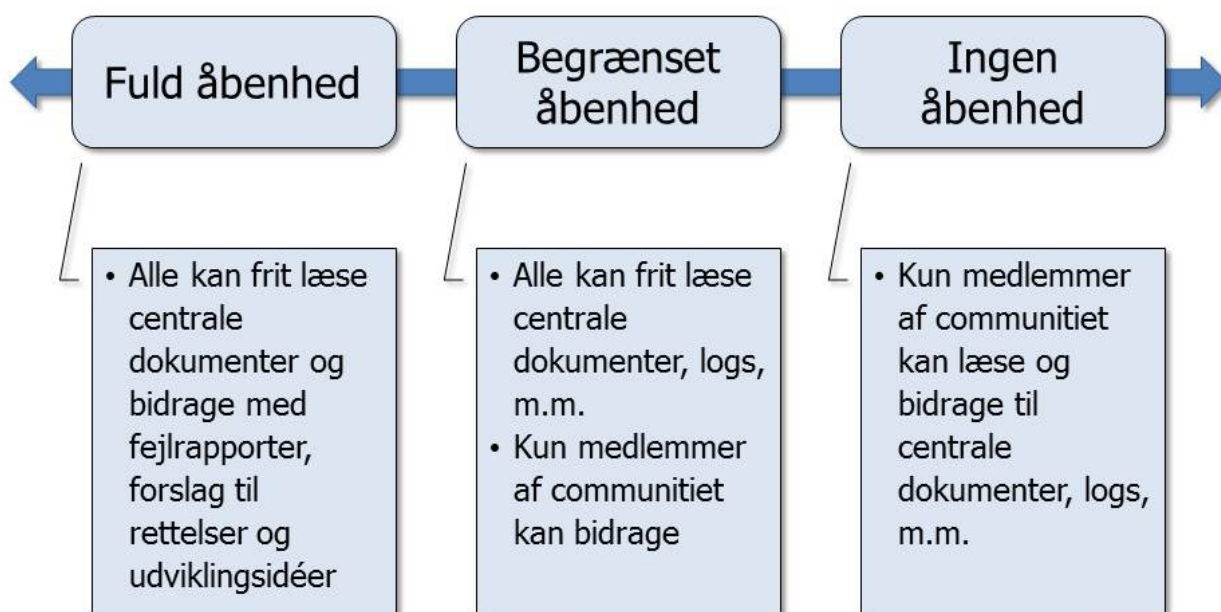 Fuld åbenhed
Begrænset
åbenhed
Ingen
åbenhed
• Alle kan frit læse
centrale
dokumenter og
bidrage med
fejlrapporter,
forslag til
rettelser og
udviklingsidéer
• Alle kan frit læse
centrale
dokumenter, logs,
m.m.
• Kun medlemmer
af communitiet
kan bidrage
• Kun medlemmer
af communitiet
kan læse og
bidrage til
centrale
dokumenter, logs,
m.m.